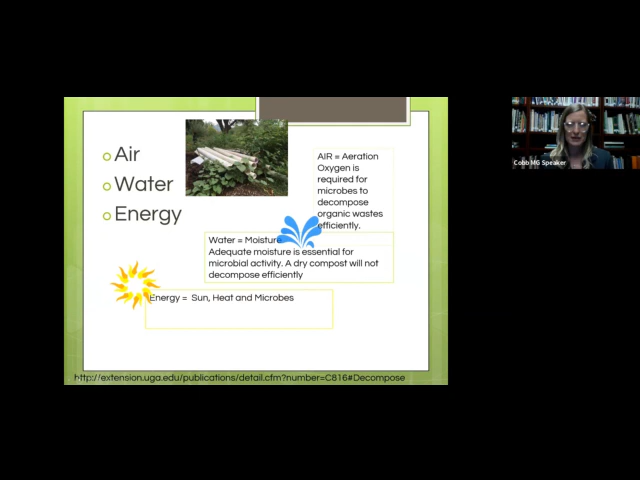 Air
Water
Energy
AIR = Aeration
Oxygen is
required for
microbes to
decompose
organic wastes
efficiently.
Water = Moisture
Adequate moisture is essential for
microbial activity. A dry compost will not
decompose efficiently
Energy = Sun, Heat and Microbes
http://extension.uga.edu/publications/detail.cfm?number=C816#Decompose
Cobb MG Speaker